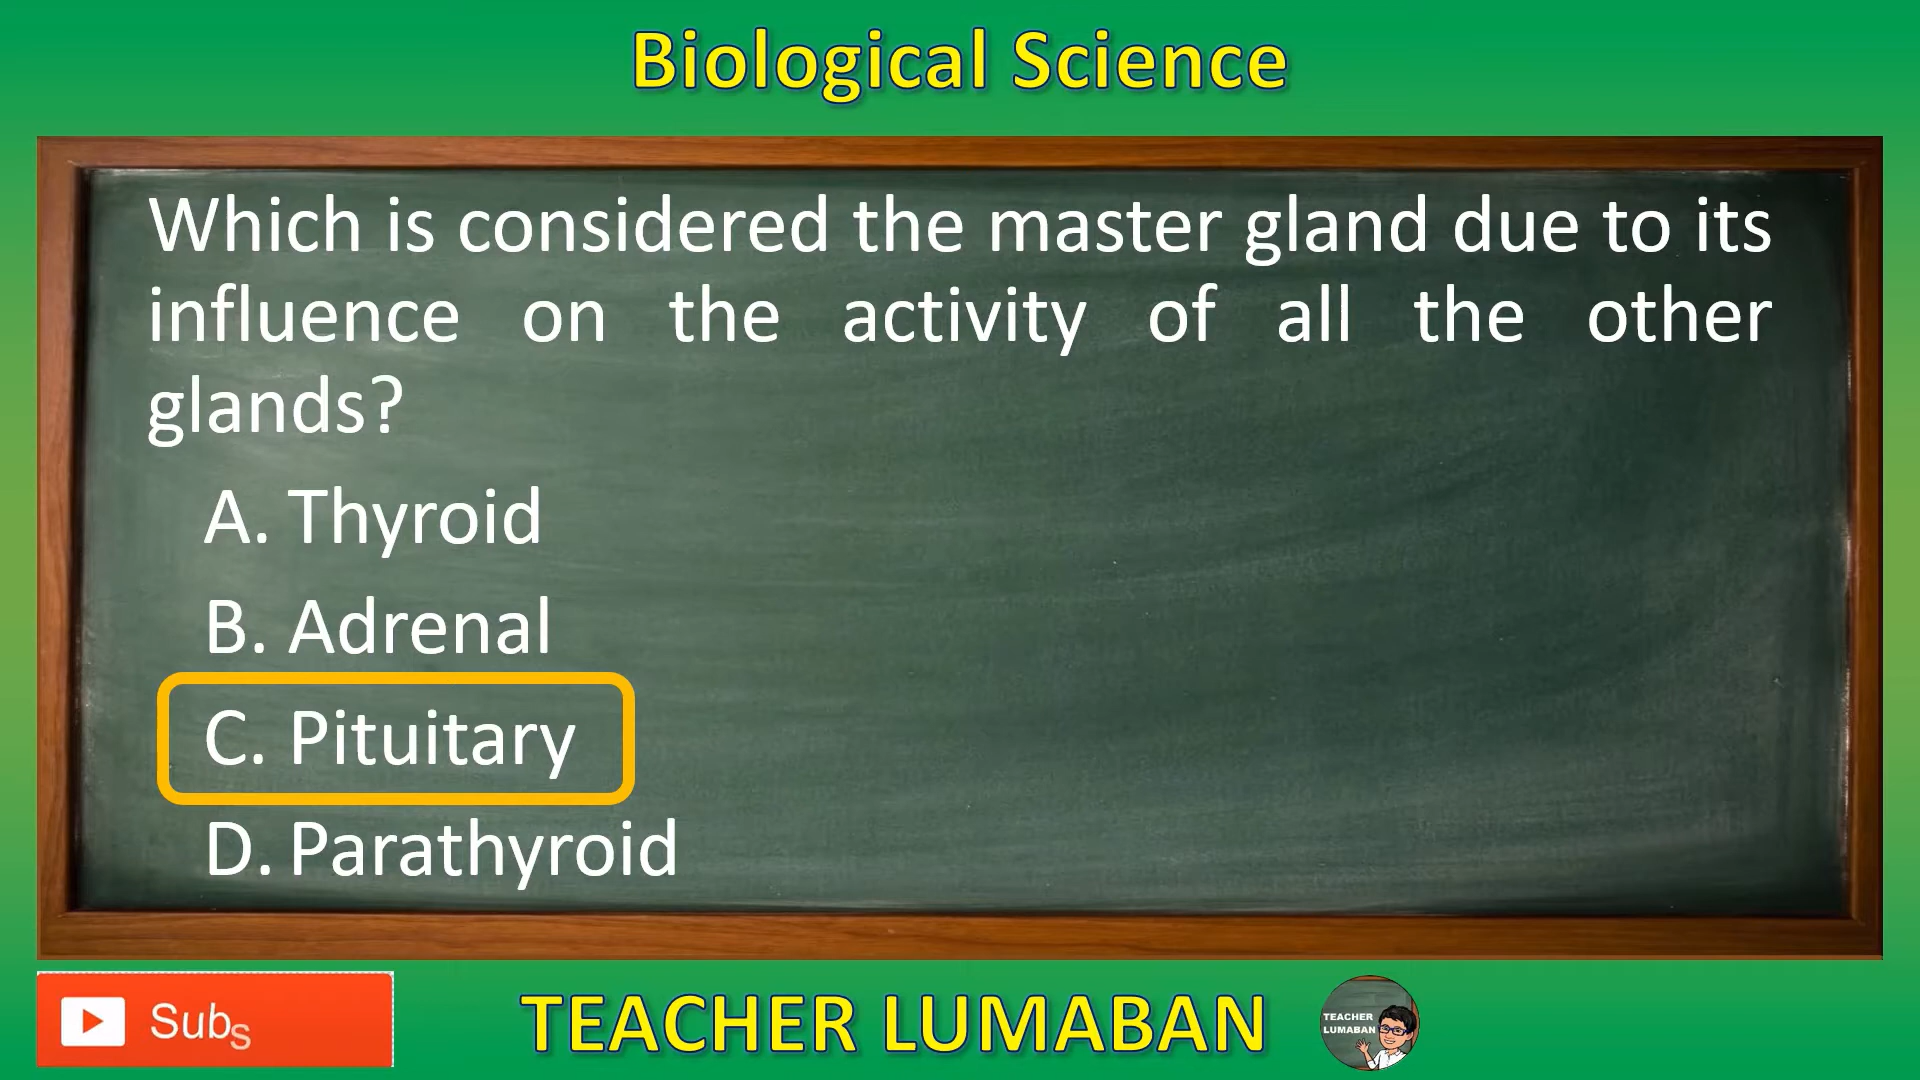 Biological Science
Which is considered the master gland due to its
influence on the activity of all the other
glands?
A. Thyroid
B. Adrenal
C. Pituitary
D. Parathyroid
Subs
TEACHER LUMABAN
TEACHER
LUMABAN